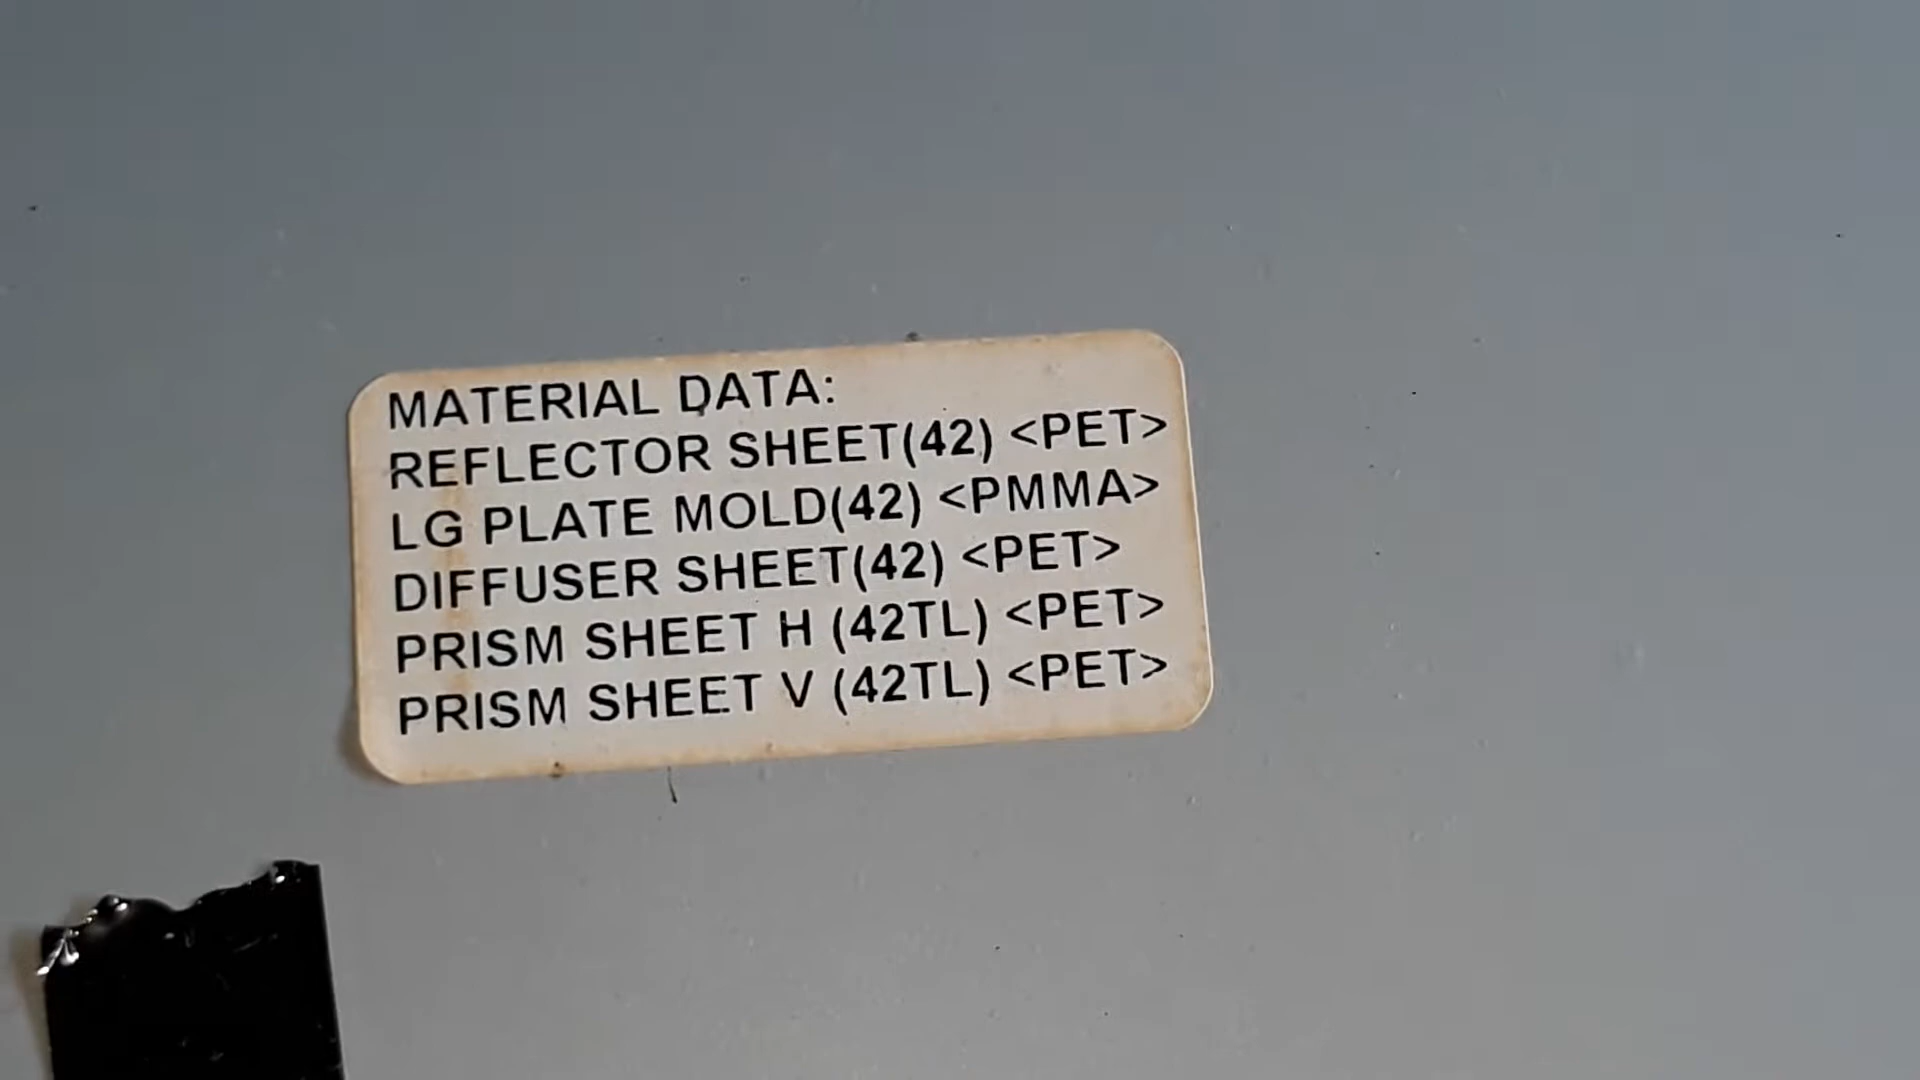 MATERIAL DATA:
REFLECTOR SHEET(42) <PET>
LG PLATE MOLD(42) <PMMA>
DIFFUSER SHEET(42) <PET>
PRISM SHEET H (42TL) <PET>
PRISM SHEET V (42TL) <PET>